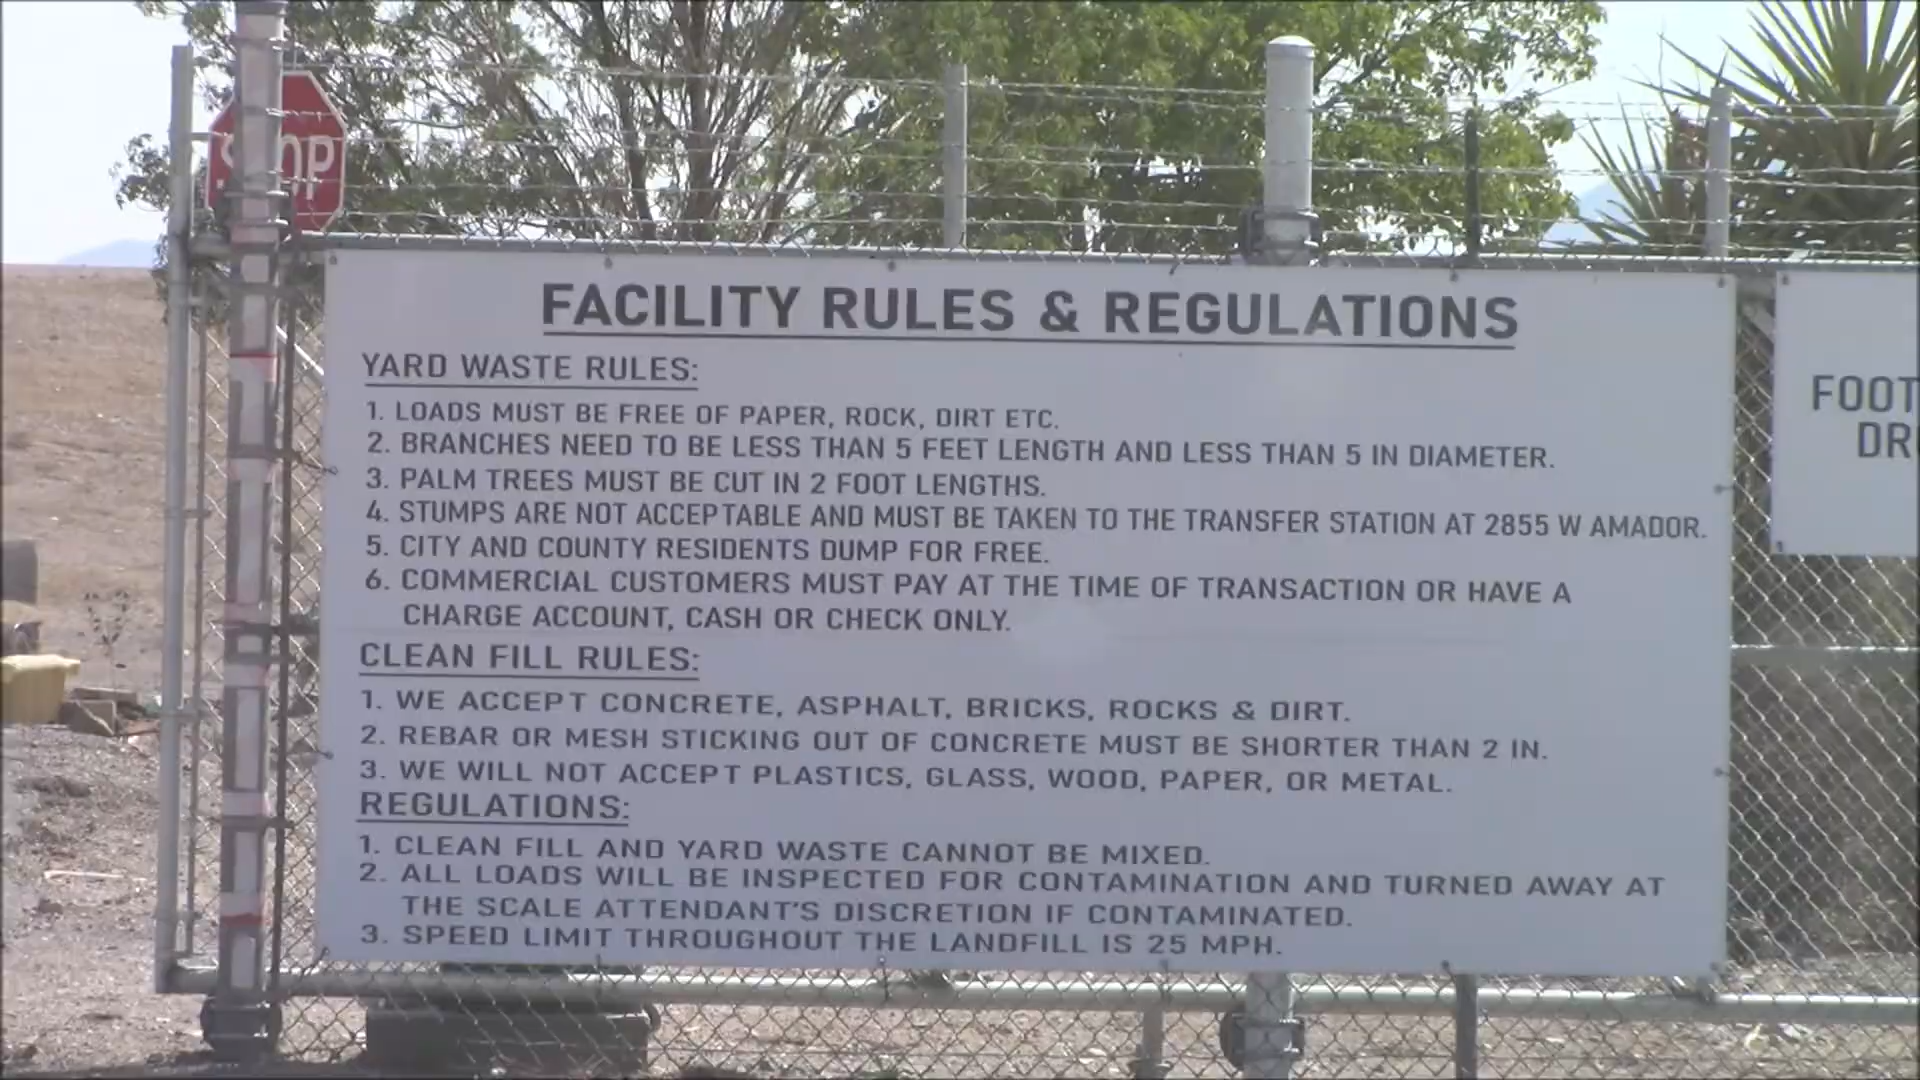 STOP
FACILITY RULES & REGULATIONS
YARD WASTE RULES:
1. LOADS MUST BE FREE OF PAPER, ROCK, DIRT ETC.
2. BRANCHES NEED TO BE LESS THAN 5 FEET LENGTH AND LESS THAN 5 IN DIAMETER.
3. PALM TREES MUST BE CUT IN 2 FOOT LENGTHS.
4. STUMPS ARE NOT ACCEPTABLE AND MUST BE TAKEN TO THE TRANSFER STATION AT 2855 W AMADOR.
5. CITY AND COUNTY RESIDENTS DUMP FOR FREE.
6. COMMERCIAL CUSTOMERS MUST PAY AT THE TIME OF TRANSACTION OR HAVE A
CHARGE ACCOUNT, CASH OR CHECK ONLY.
CLEAN FILL RULES:
1. WE ACCEPT CONCRETE, ASPHALT, BRICKS, ROCKS & DIRT.
2. REBAR OR MESH STICKING OUT OF CONCRETE MUST BE SHORTER THAN 2 IN.
3. WE WILL NOT ACCEPT PLASTICS, GLASS, WOOD, PAPER, OR METAL.
REGULATIONS:
1. CLEAN FILL AND YARD WASTE CANNOT BE MIXED.
2. ALL LOADS WILL BE INSPECTED FOR CONTAMINATION AND TURNED AWAY AT
THE SCALE ATTENDANT'S DISCRETION IF CONTAMINATED.
3. SPEED LIMIT THROUGHOUT THE LANDFILL IS 25 MPH.
FOOT
DR